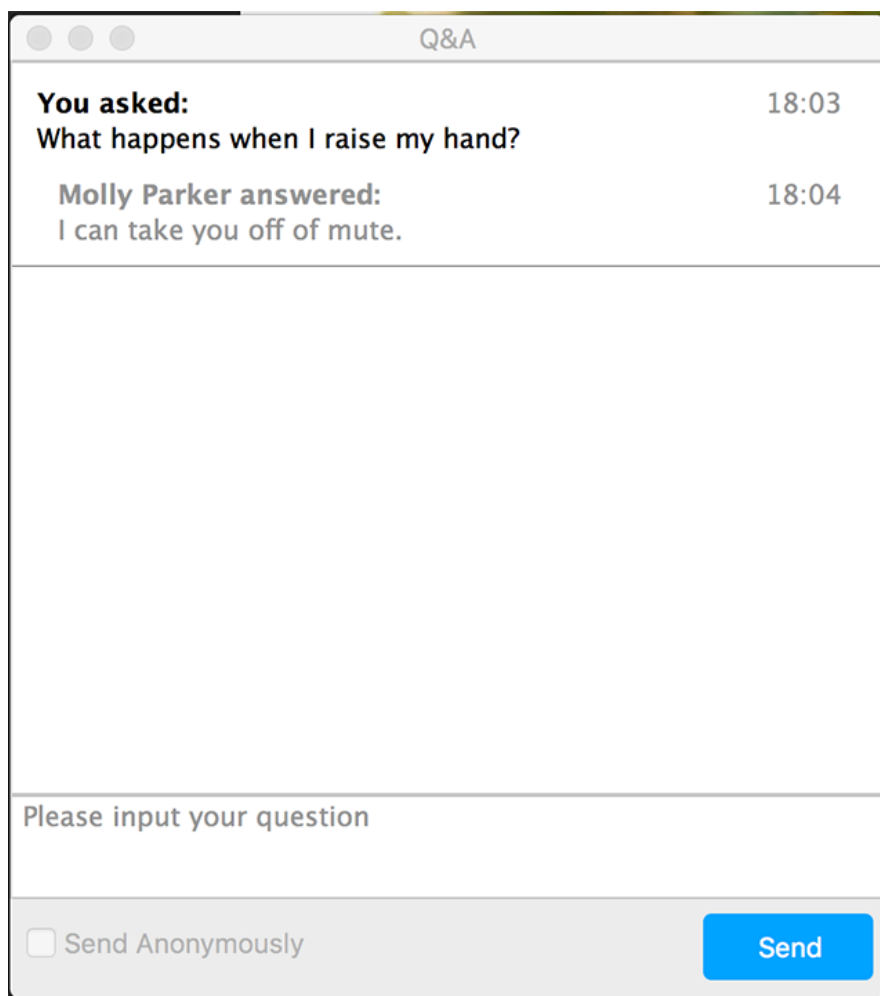 Q&A
You asked: 18:03
What happens when I raise my hand?
Molly Parker answered: 18:04
I can take you off of mute.
Please input your question
Send Anonymously
Send